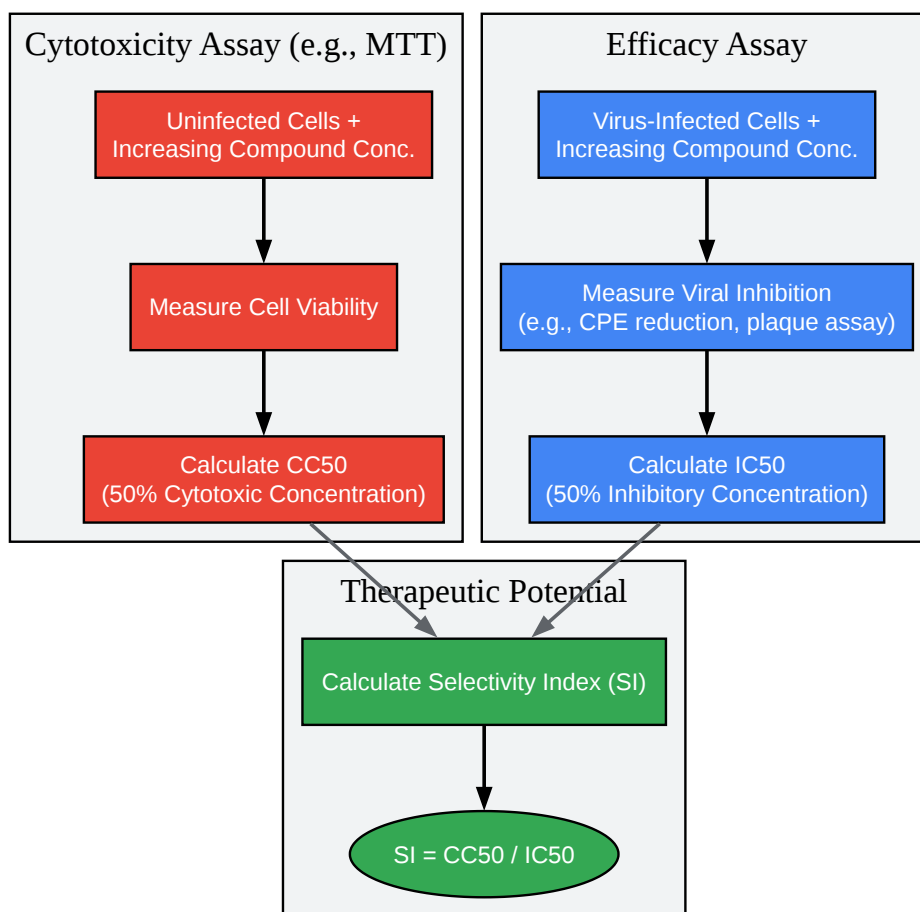 Cytotoxicity Assay (e.g., MTT)
Uninfected Cells +
Increasing Compound Conc.
Measure Cell Viability
Calculate CC50
(50% Cytotoxic Concentration)
Efficacy Assay
Virus-Infected Cells +
Increasing Compound Conc.
Measure Viral Inhibition
(e.g., CPE reduction, plaque assay)
Calculate IC50
(50% Inhibitory Concentration)
Therapeutic Potential
Calculate Selectivity Index (SI)
SI = CC50 / IC50